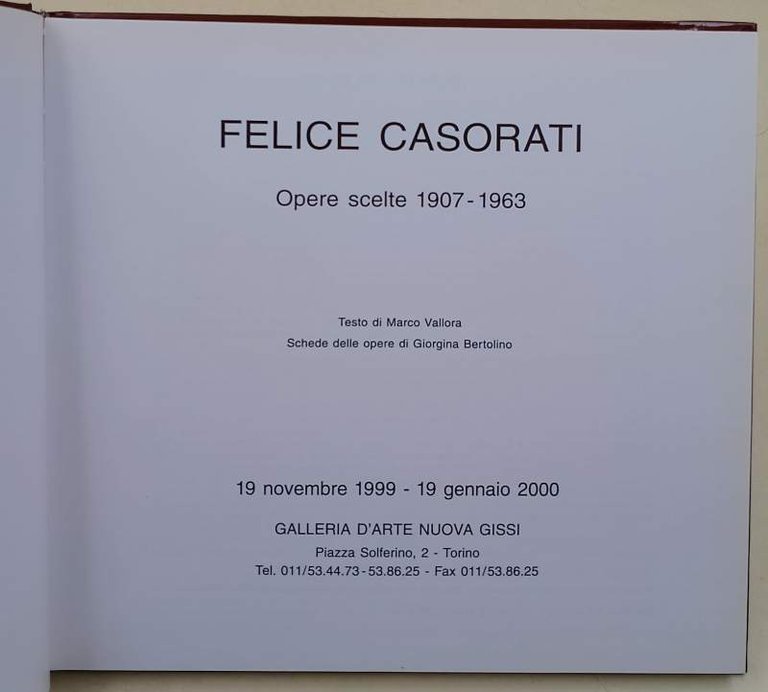 FELICE CASORATI
Opere scelte 1907-1963
Testo di Marco Vallora
Schede delle opere di Giorgina Bertolino
19 novembre 1999 - 19 gennaio 2000
GALLERIA D'ARTE NUOVA GISSI
Piazza Solferino, 2 - Torino
Tel. 011/53.44.73-53.86.25 - Fax 011/53.86.25